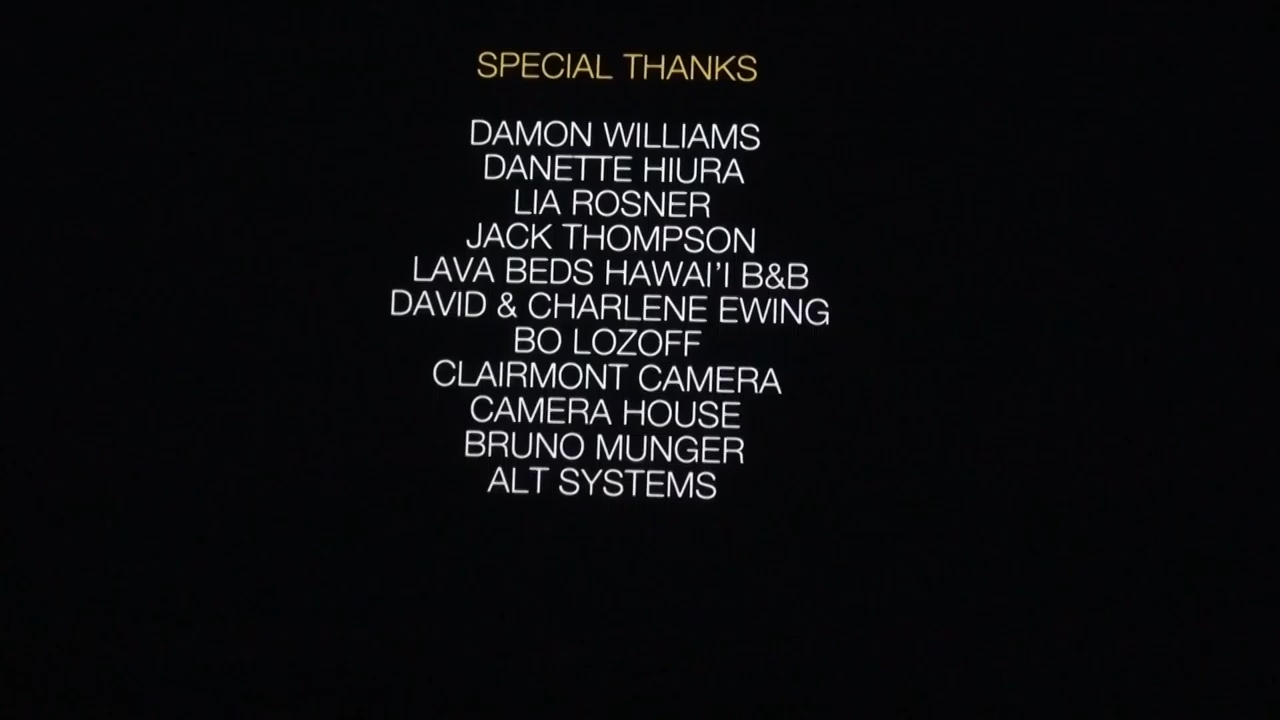 SPECIAL THANKS
DAMON WILLIAMS
DANETTE HIURA
LIA ROSNER
JACK THOMPSON
LAVA BEDS HAWAI'I B&B
DAVID & CHARLENE EWING
BO LOZOFF
CLAIRMONT CAMERA
CAMERA HOUSE
BRUNO MUNGER
ALT SYSTEMS